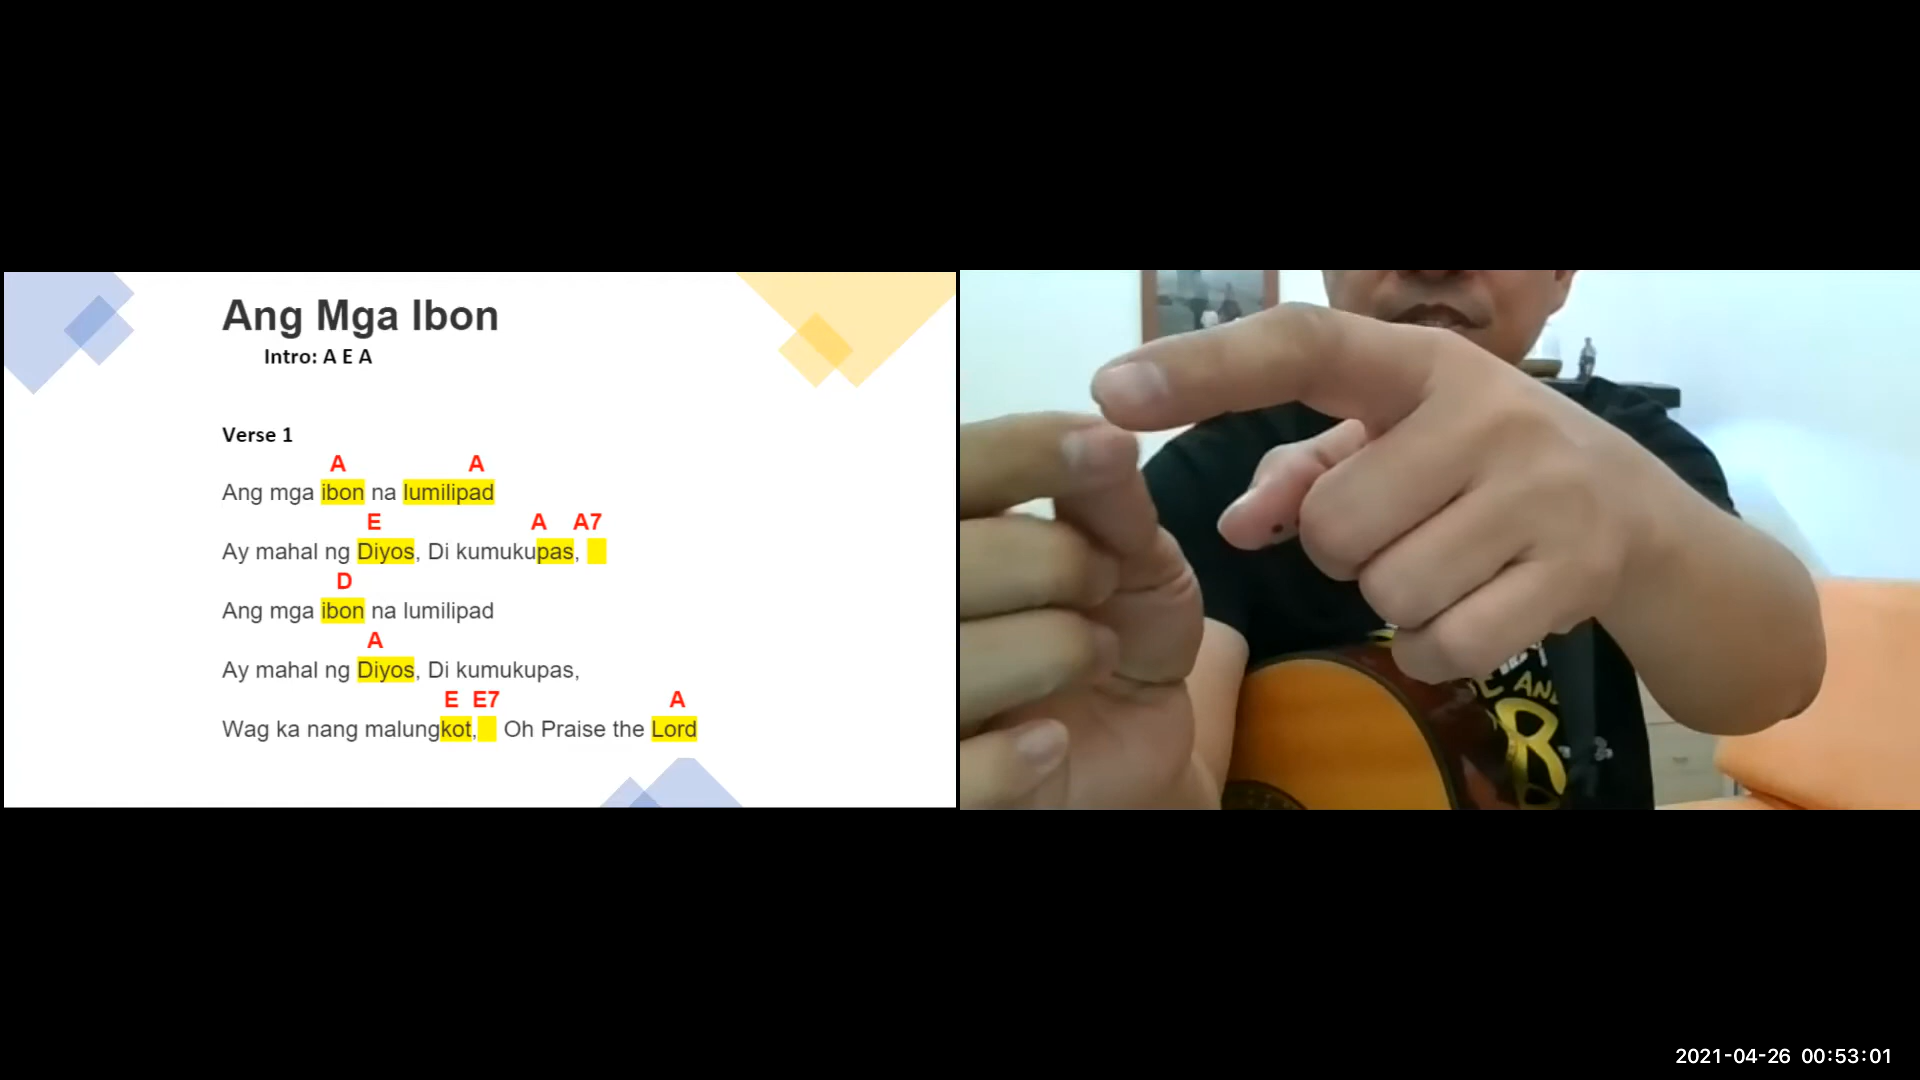 Ang Mga Ibon
Intro: A E A
Verse 1
A A
Ang mga ibon na lumilipad
E A A7
Ay mahal ng Diyos, Di kumukupas,
D
Ang mga ibon na lumilipad
A
Ay mahal ng Diyos, Di kumukupas,
E E7 A
Wag ka nang malungkot, Oh Praise the Lord
AND
2021-04-26 00:53:01